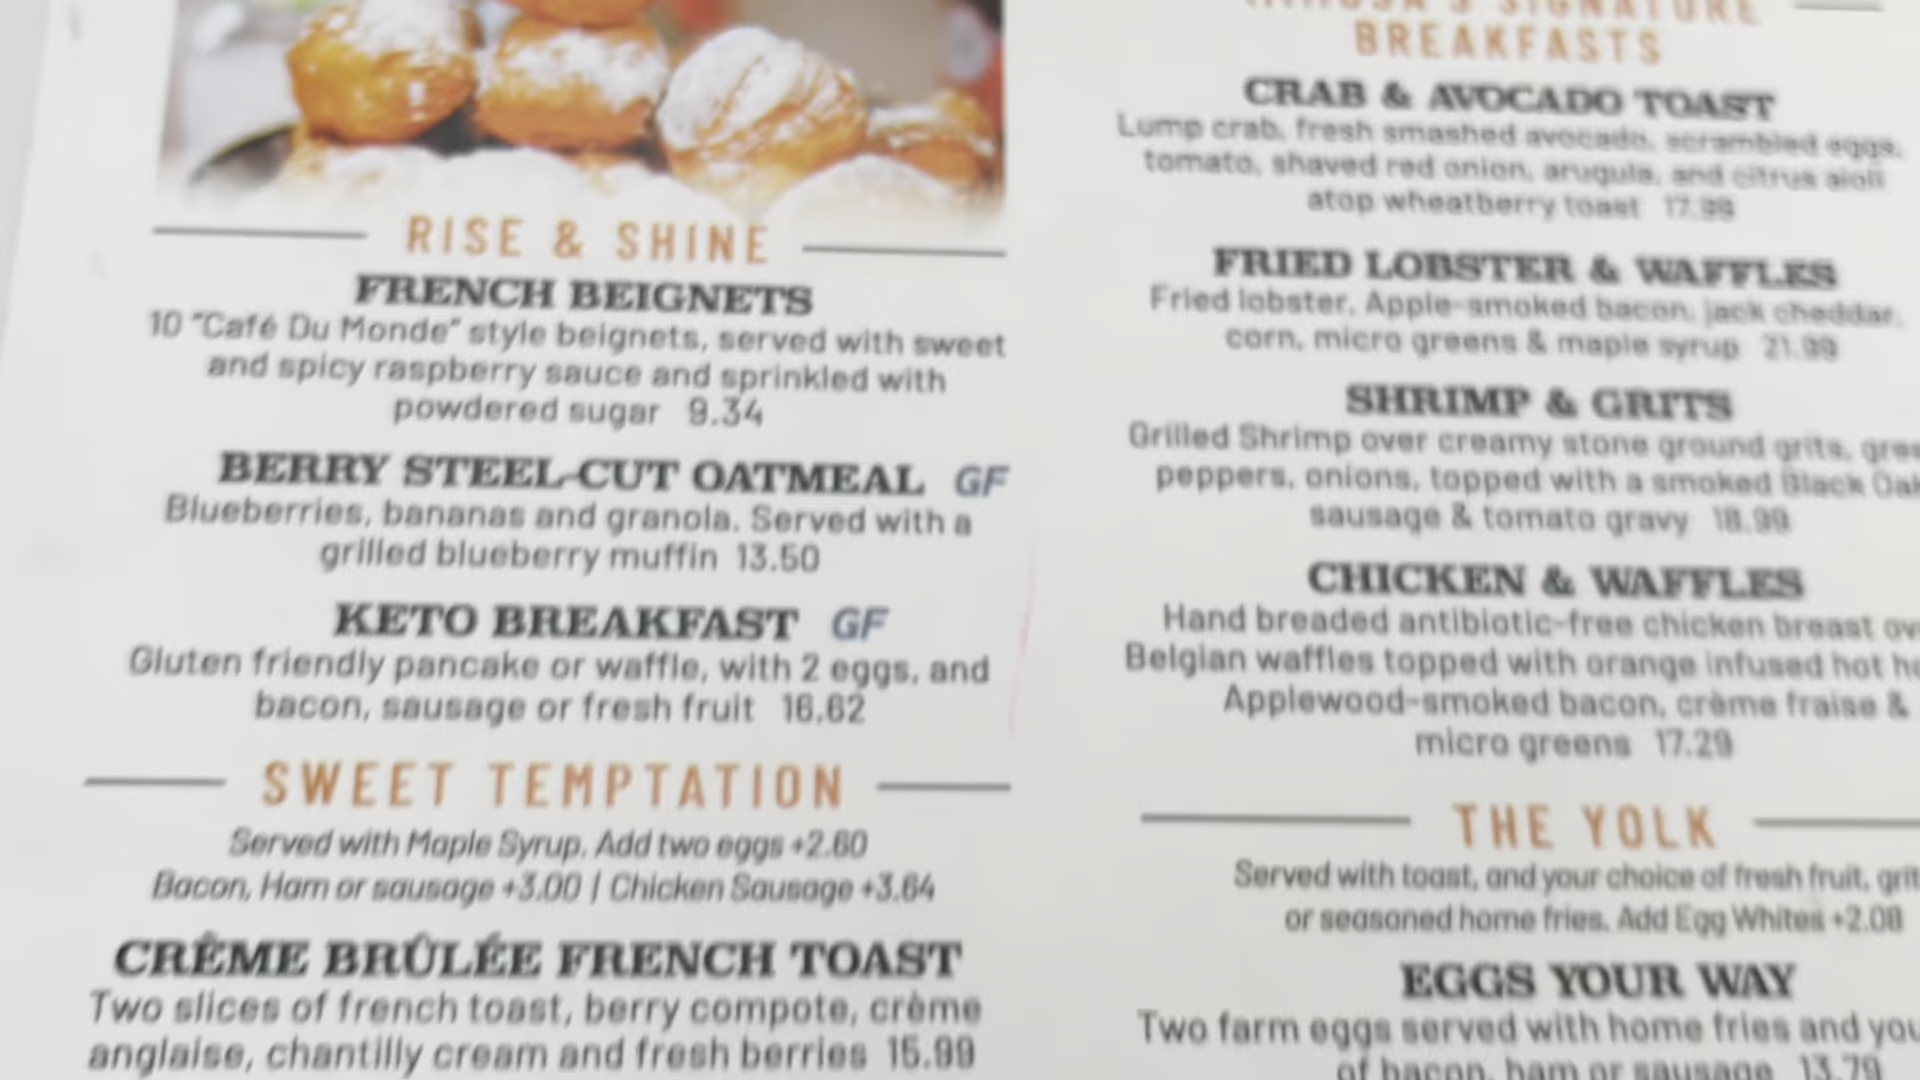 RISE & SHINE
FRENCH BEIGNETS
10 "Café Du Monde" style beignets, served with sweet
and spicy raspberry sauce and sprinkled with
powdered sugar 9.34
BERRY STEEL-CUT OATMEAL GF
Blueberries, bananas and granola. Served with a
grilled blueberry muffin 13.50
KETO BREAKFAST GF
Gluten friendly pancake or waffle, with 2 eggs, and
bacon, sausage or fresh fruit 16.62
SWEET TEMPTATION
Served with Maple Syrup. Add two eggs +2.60
Bacon, Ham or sausage +3.00 | Chicken Sausage +3.64
CRÊME BRÛLÉE FRENCH TOAST
Two slices of french toast, berry compote, crème
anglaise, chantilly cream and fresh berries 15.99
SIGNATURE
BREAKFASTS
CRAB & AVOCADO TOAST
Lump crab, fresh smashed avocado, scrambled eggs,
tomato, shaved red onion, arugula, and citrus aioli
atop wheatberry toast 17.99
FRIED LOBSTER & WAFFLES
Fried lobster, Apple-smoked bacon, jack cheddar,
corn, micro greens & maple syrup 21.99
SHRIMP & GRITS
Grilled Shrimp over creamy stone ground grits,
peppers, onions, topped with a smoked Black
sausage & tomato gravy 18.99
CHICKEN & WAFFLES
Hand breaded antibiotic-free chicken breast
Belgian waffles topped with orange infused hot
Applewood-smoked bacon, crème fraise &
micro greens 17.29
THE YOLK
Served with toast, and your choice of fresh fruit,
or seasoned home fries. Add Egg Whites +2.08
EGGS YOUR WAY
Two farm eggs served with home fries and
of bacon, ham or sausage 13.79